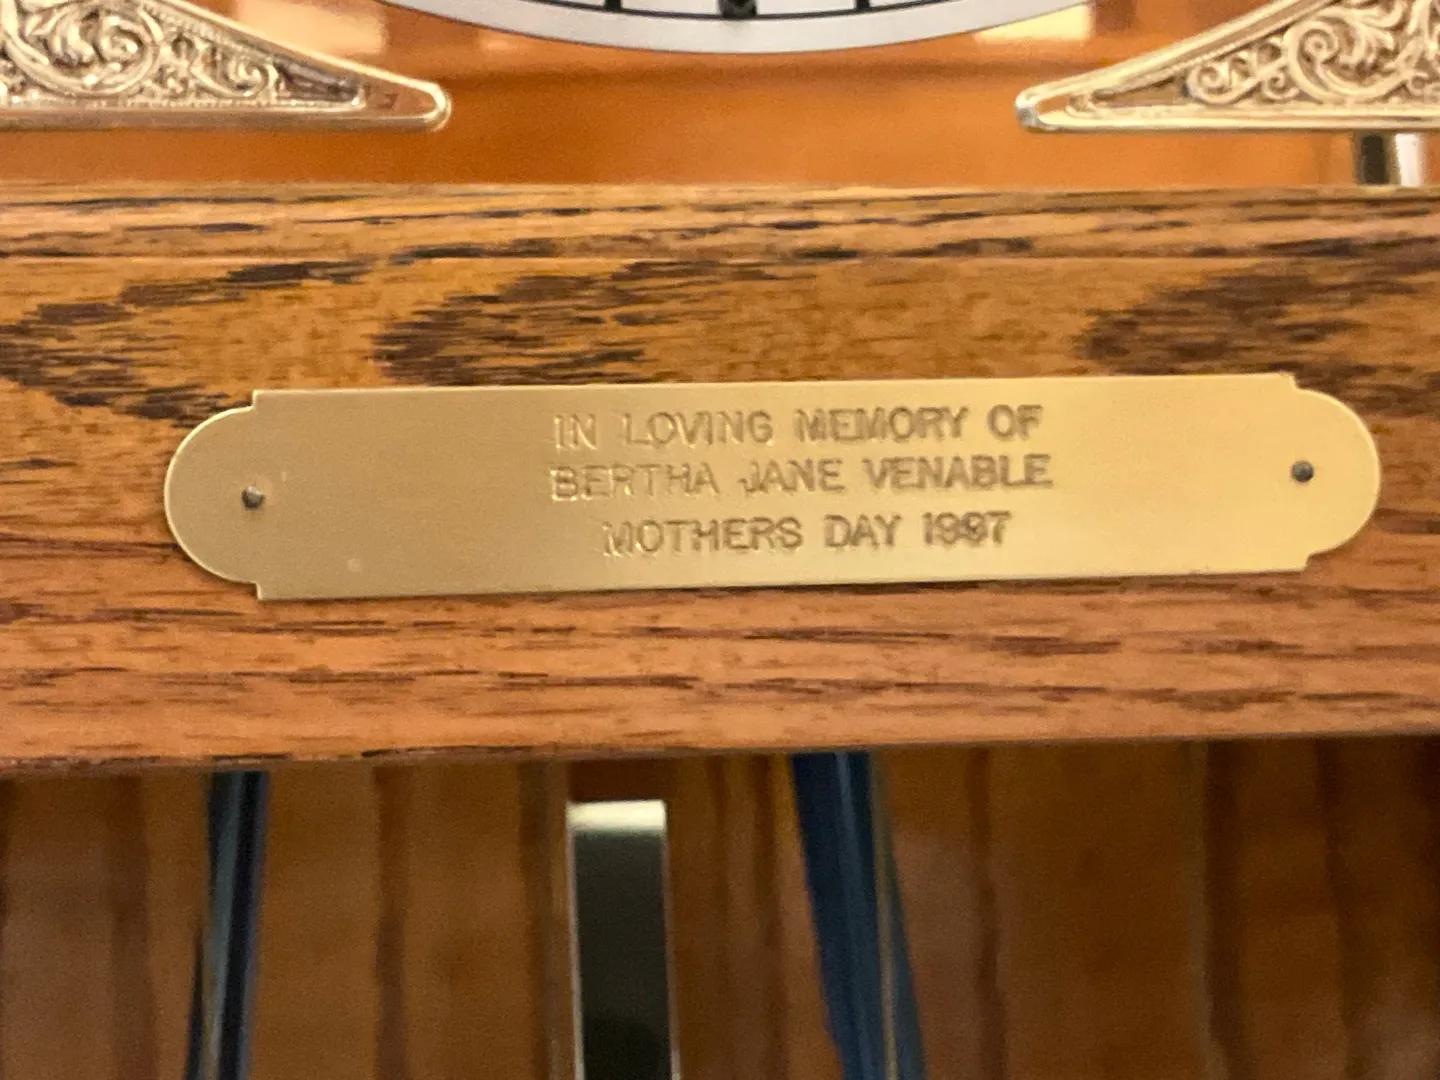 IN LOVING MEMORY OF
BERTHA JANE VENABLE
MOTHERS DAY 1997